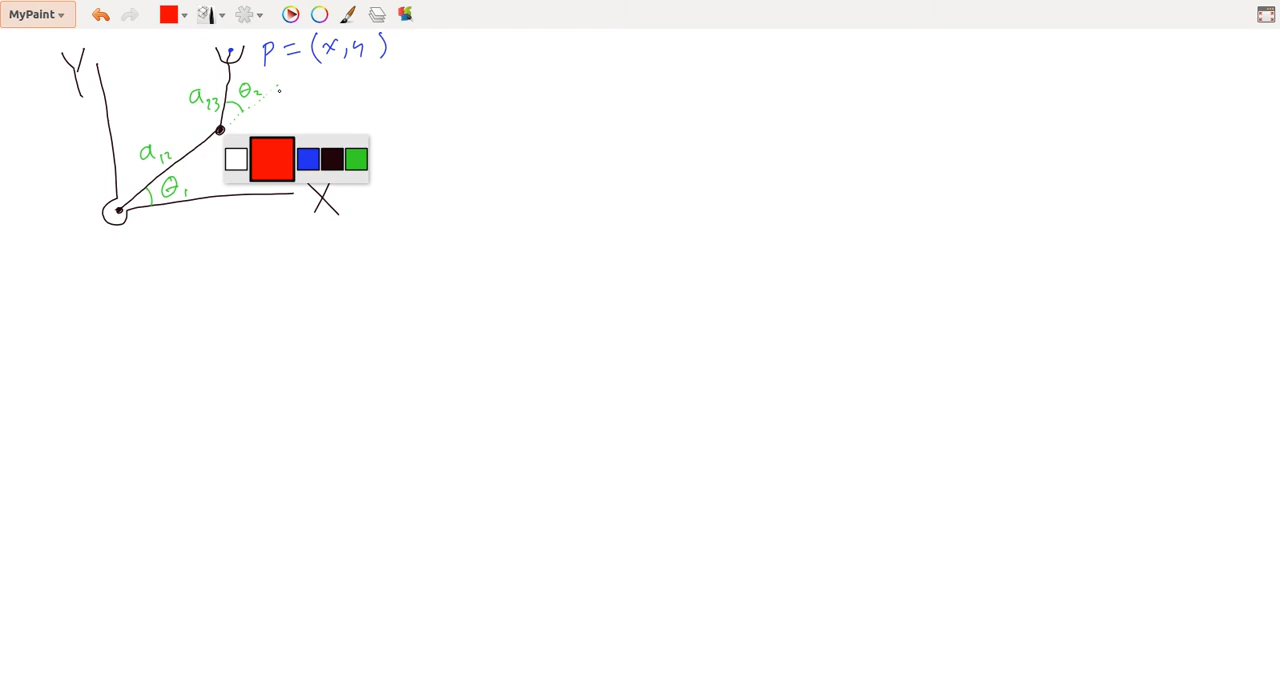 MyPaint
Y
P = (x, y)
a₂₃
θ₂
a₁₂
θ₁
X